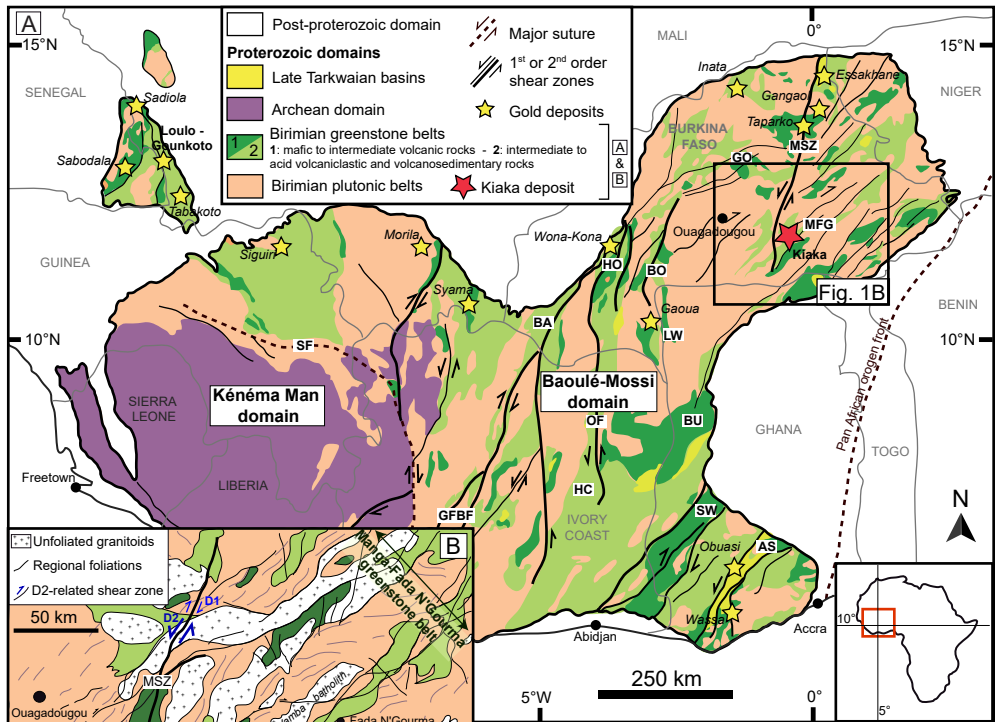 A
0°
15°N
15°N
MALI
SENEGAL
NIGER
Post-proterozoic domain
Proterozoic domains
Late Tarkwaian basins
Archean domain
Birimian greenstone belts
1 2
1: mafic to intermediate volcanic rocks - 2: intermediate to
acid volcaniclastic and volcanosedimentary rocks
Birimian plutonic belts
Major suture
1st or 2nd order
shear zones
Gold deposits
A
&
B
Kiaka deposit
Sadiola
Loulo -
Gounkoto
Sabodala
Tabakoto
Inata
Essakhane
Gangaol
Taparko
BURKINA
FASO
MSZ
GO
Ouagadougou
MFG
Kiaka
Fig. 1B
GUINEA
Siguiri
Morila
Syama
Wona-Kona
HO
BO
Gaoua
LW
BA
BENIN
10°N
10°N
SF
Kénéma Man
domain
Baoulé-Mossi
domain
SIERRA
LEONE
OF
BU
GHANA
Pan African orogen front
TOGO
Freetown
LIBERIA
GFBF
HC
IVORY
COAST
SW
Obuasi
AS
Wassa
N
Abidjan
Accra
5°W
250 km
0°
10°
5°
B
Unfoliated granitoids
Regional foliations
D2-related shear zone
50 km
D1
D2
MSZ
Manga-Fada N'Gourma
greenstone belt
Ouagadougou
batholith
Fada N'Gourma